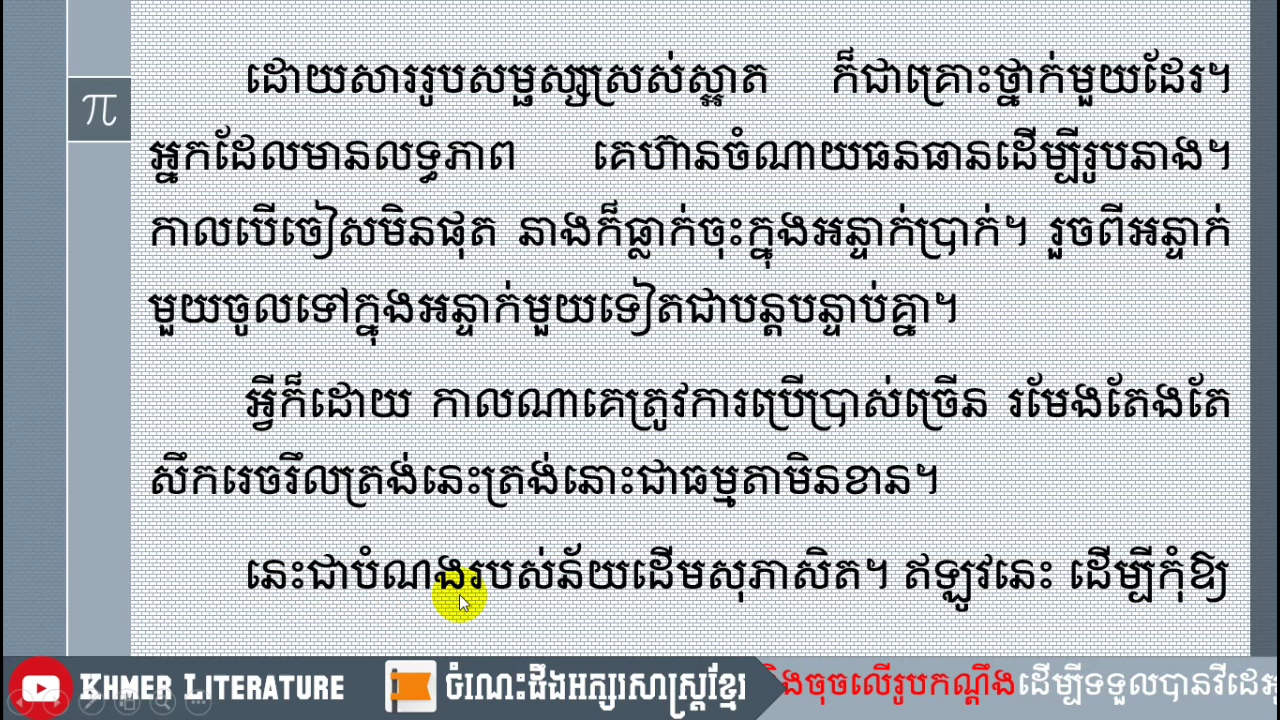 ដោយសាររូបសម្ផស្សស្រស់ស្អាត ក៏ជាគ្រោះថ្នាក់មួយដែរ។
π
អ្នកដែលមានលទ្ធភាព គេហ៊ានចំណាយធនធានដើម្បីរូបនាង។
កាលបើចៀសមិនផុត នាងក៏ធ្លាក់ចុះក្នុងអន្ទាក់ប្រាក់។ រួចពីអន្ទាក់
មួយចូលទៅក្នុងអន្ទាក់មួយទៀតជាបន្តបន្ទាប់គ្នា។
អ្វីក៏ដោយ កាលណាគេត្រូវការប្រើប្រាស់ច្រើន រមែងតែងតែ
សឹករេចរឹលត្រង់នេះត្រង់នោះជាធម្មតាមិនខាន។
នេះជាបំណងរបស់ន័យដើមសុភាសិត។ ឥឡូវនេះ ដើម្បីកុំឱ្យ
KHMER LITERATURE
ចំណេះដឹងអក្សរសាស្ត្រខ្មែរ
ិងចុចលើរូបកណ្ដឹងដើម្បីទទួលបានវីដេអូ